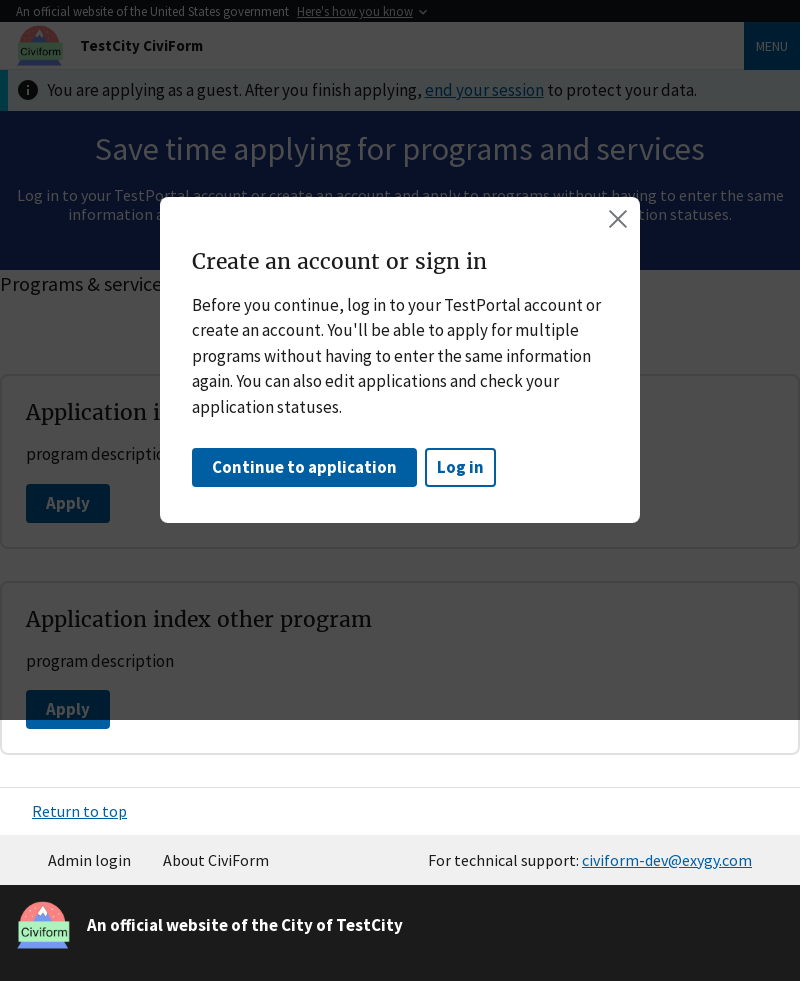 An official website of the United States government Here's how you know
Civiform
TestCity CiviForm
MENU
You are applying as a guest. After you finish applying, end your session to protect your data.
Save time applying for programs and services
Log in to your TestPortal account or create an account and apply to programs without having to enter the same
information
tion statuses.
Create an account or sign in
Programs & service
Before you continue, log in to your TestPortal account or
create an account. You'll be able to apply for multiple
programs without having to enter the same information
again. You can also edit applications and check your
application statuses.
Application i
program descriptio
Continue to application
Log in
Apply
Application index other program
program description
Apply
Return to top
Admin login
About CiviForm
For technical support: civiform-dev@exygy.com
Civiform
An official website of the City of TestCity